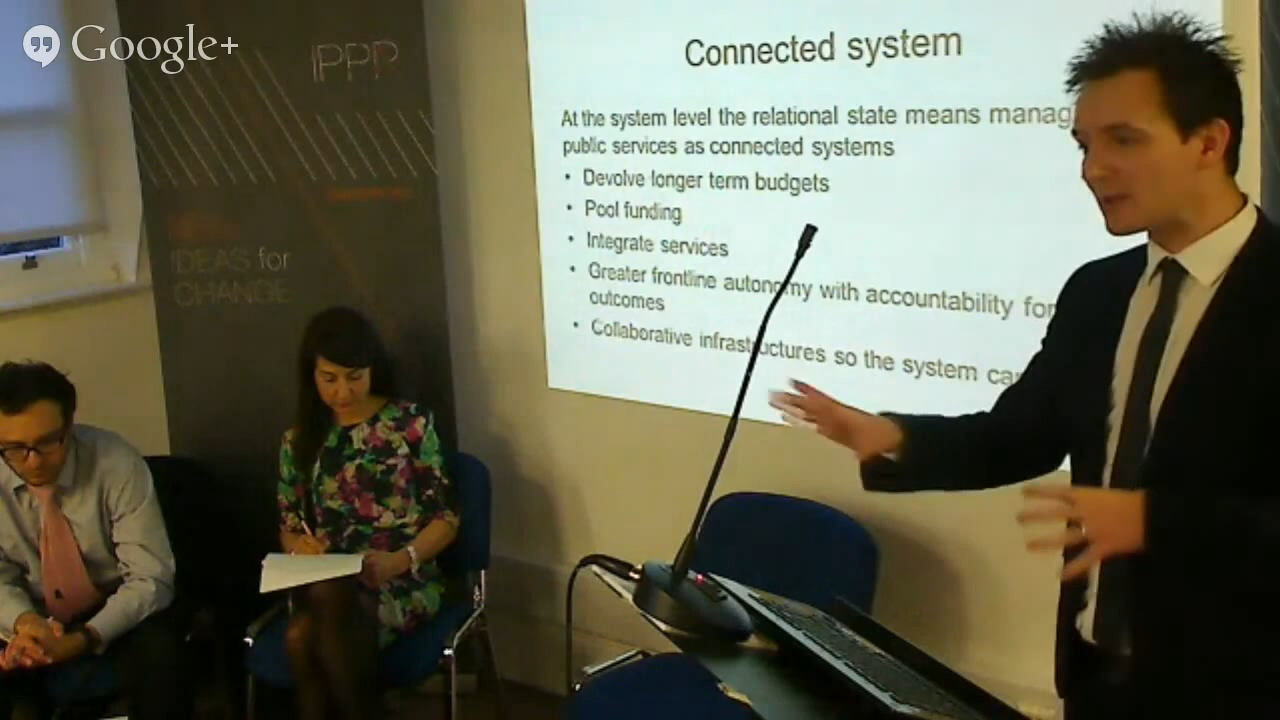 Google+
IPPR
IDEAS for
CHANGE
Connected system
At the system level the relational state means manag
public services as connected systems
• Devolve longer term budgets
• Pool funding
• Integrate services
• Greater frontline autonomy with accountability for
outcomes
• Collaborative infrastructures so the system ca